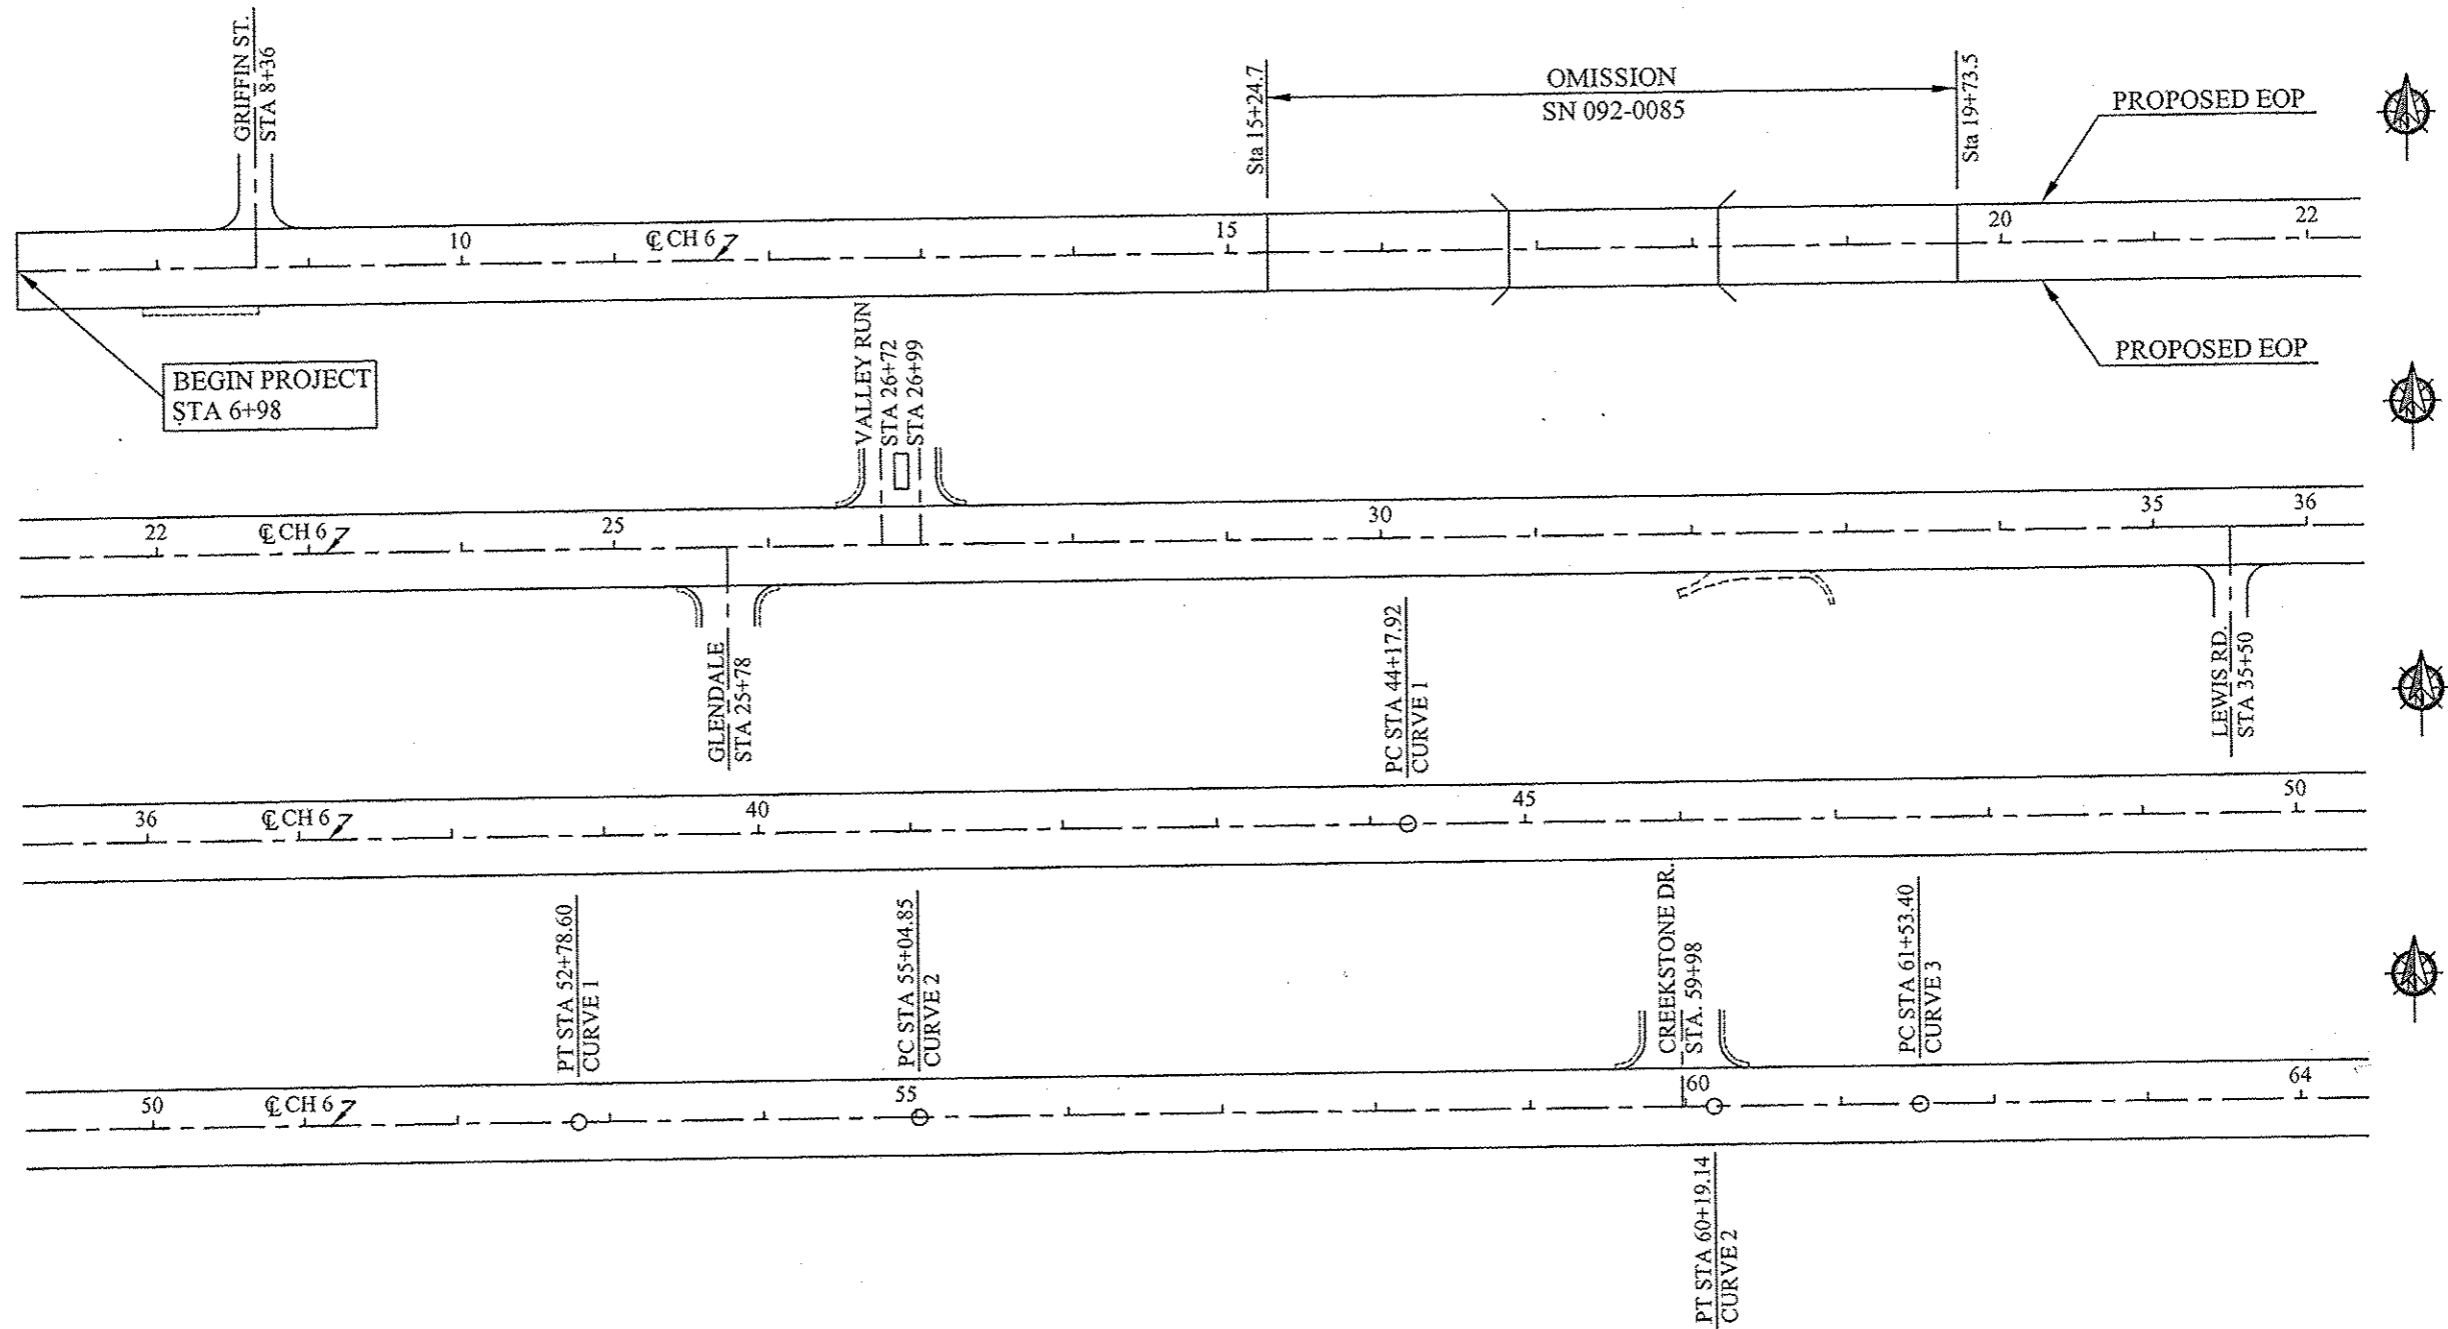 GRIFFIN ST.
STA 8+36
Sta 15+24.7
OMISSION
SN 092-0085
Sta 19+73.5
PROPOSED EOP
10
℄ CH 6
15
20
22
BEGIN PROJECT
STA 6+98
PROPOSED EOP
VALLEY RUN
STA 26+72
STA 26+99
22
℄ CH 6
25
30
35
36
GLENDALE
STA 25+78
PC STA 44+17.92
CURVE 1
LEWIS RD.
STA 35+50
36
℄ CH 6
40
45
50
PT STA 52+78.60
CURVE 1
PC STA 55+04.85
CURVE 2
CREEKSTONE DR.
STA. 59+98
PC STA 61+53.40
CURVE 3
50
℄ CH 6
55
60
64
PT STA 60+19.14
CURVE 2
N
N
N
N